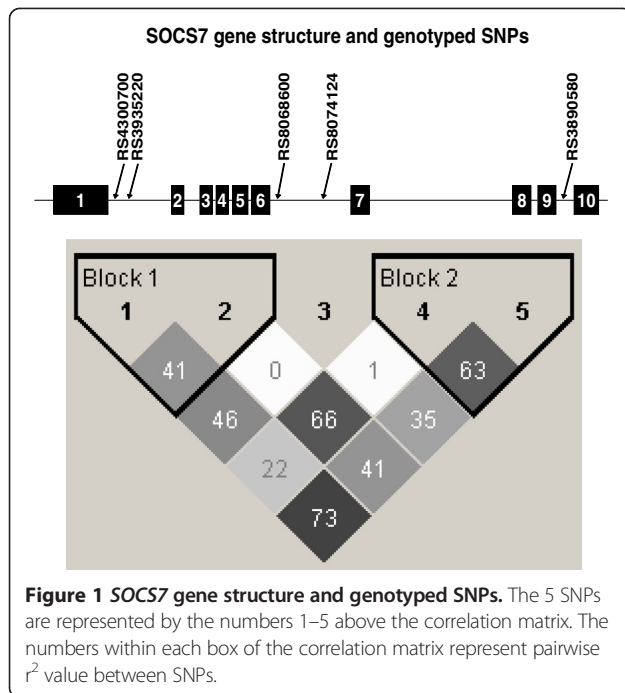 SOCS7 gene structure and genotyped SNPs
RS4300700
RS3935220
RS8068600
RS8074124
RS3890580
1 2 3 4 5 6 7 8 9 10
Block 1 Block 2
1 2 3 4 5
41 0 1 63
46 66 35
22 41
73
Figure 1 SOCS7 gene structure and genotyped SNPs. The 5 SNPs
are represented by the numbers 1–5 above the correlation matrix. The
numbers within each box of the correlation matrix represent pairwise
r² value between SNPs.